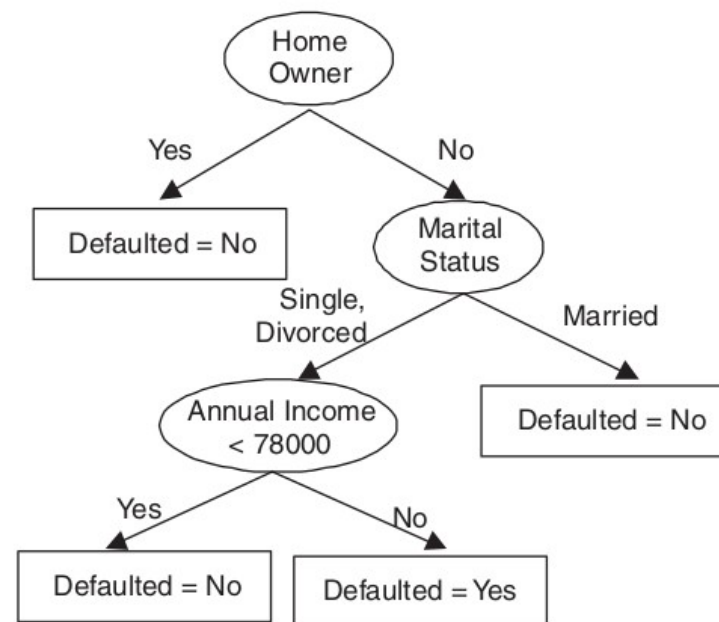 Home
Owner
Yes
No
Defaulted = No
Marital
Status
Single,
Divorced
Married
Annual Income
< 78000
Defaulted = No
Yes
No
Defaulted = No
Defaulted = Yes